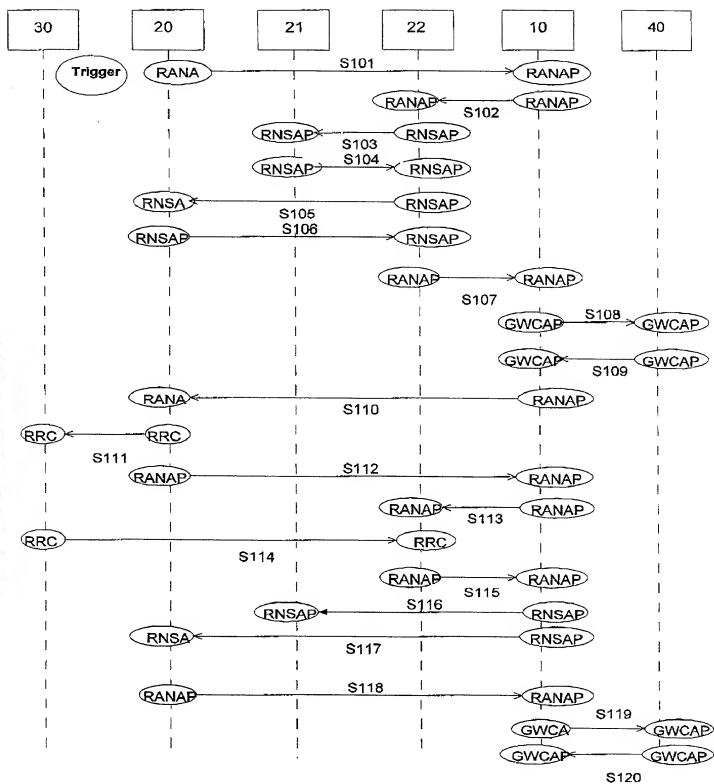 30 20 21 22 10 40
Trigger RANA S101 RANAP
RANAP S102 RANAP
RNSAP S103 RNSAP
RNSAP S104 RNSAP
RNSA S105 RNSAP
RNSAP S106 RNSAP
RANAP S107 RANAP
GWCAP S108 GWCAP
GWCAP S109 GWCAP
RANA S110 RANAP
RRC S111 RRC
RANAP S112 RANAP
RANAP S113 RANAP
RRC S114 RRC
RANAP S115 RANAP
RNSAP S116 RNSAP
RNSA S117 RNSAP
RANAP S118 RANAP
GWCA S119 GWCAP
GWCAP S120 GWCAP